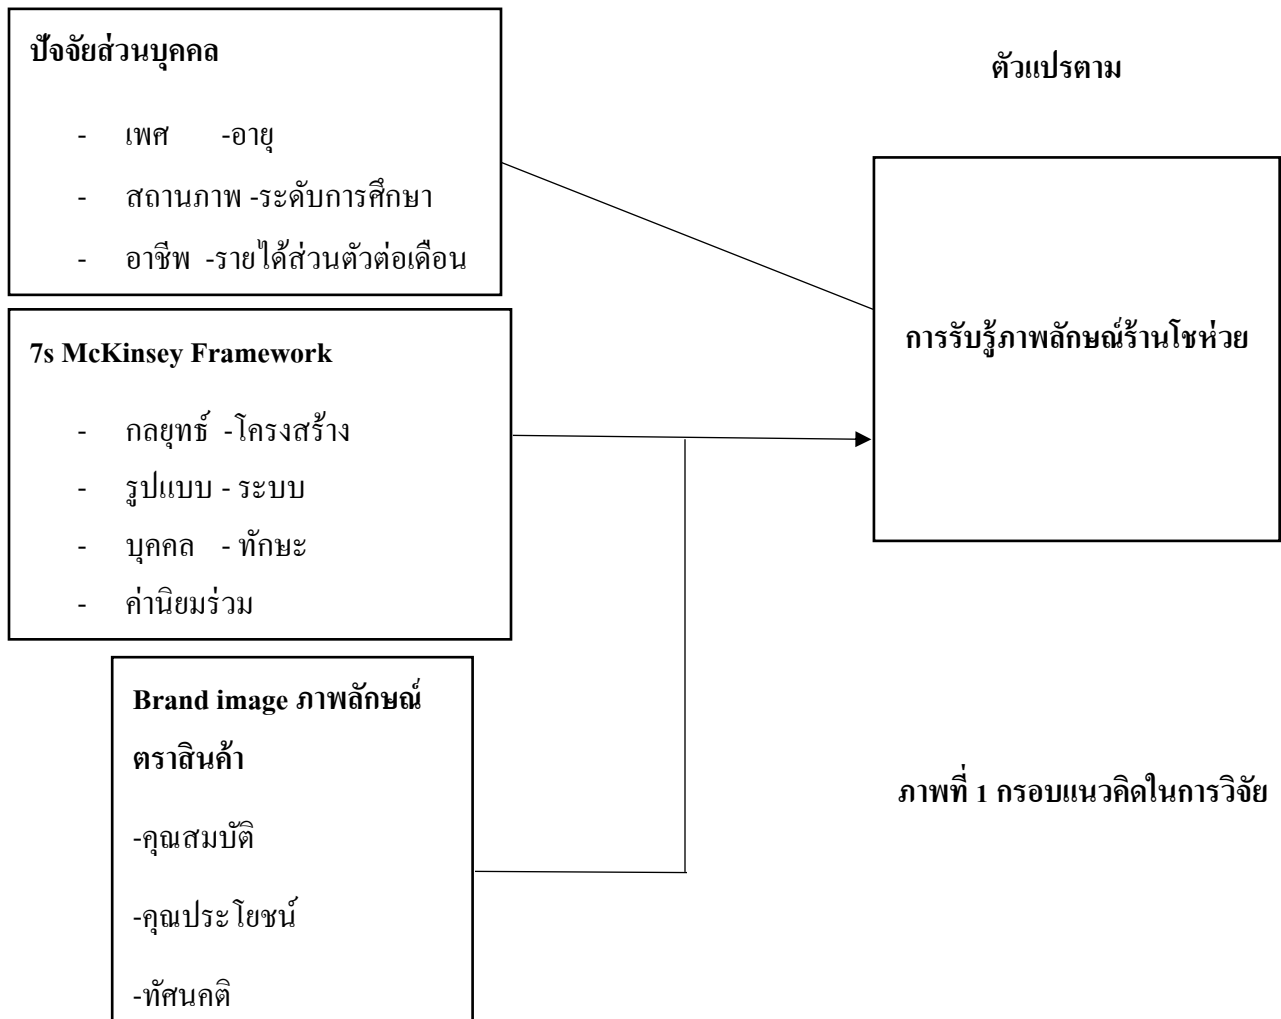 ปัจจัยส่วนบุคคล
- เพศ -อายุ
- สถานภาพ -ระดับการศึกษา
- อาชีพ -รายได้ส่วนตัวต่อเดือน
7s McKinsey Framework
- กลยุทธ์ -โครงสร้าง
- รูปแบบ - ระบบ
- บุคคล - ทักษะ
- ค่านิยมร่วม
Brand image ภาพลักษณ์
ตราสินค้า
-คุณสมบัติ
-คุณประโยชน์
-ทัศนคติ
ตัวแปรตาม
การรับรู้ภาพลักษณ์ร้านโชห่วย
ภาพที่ 1 กรอบแนวคิดในการวิจัย